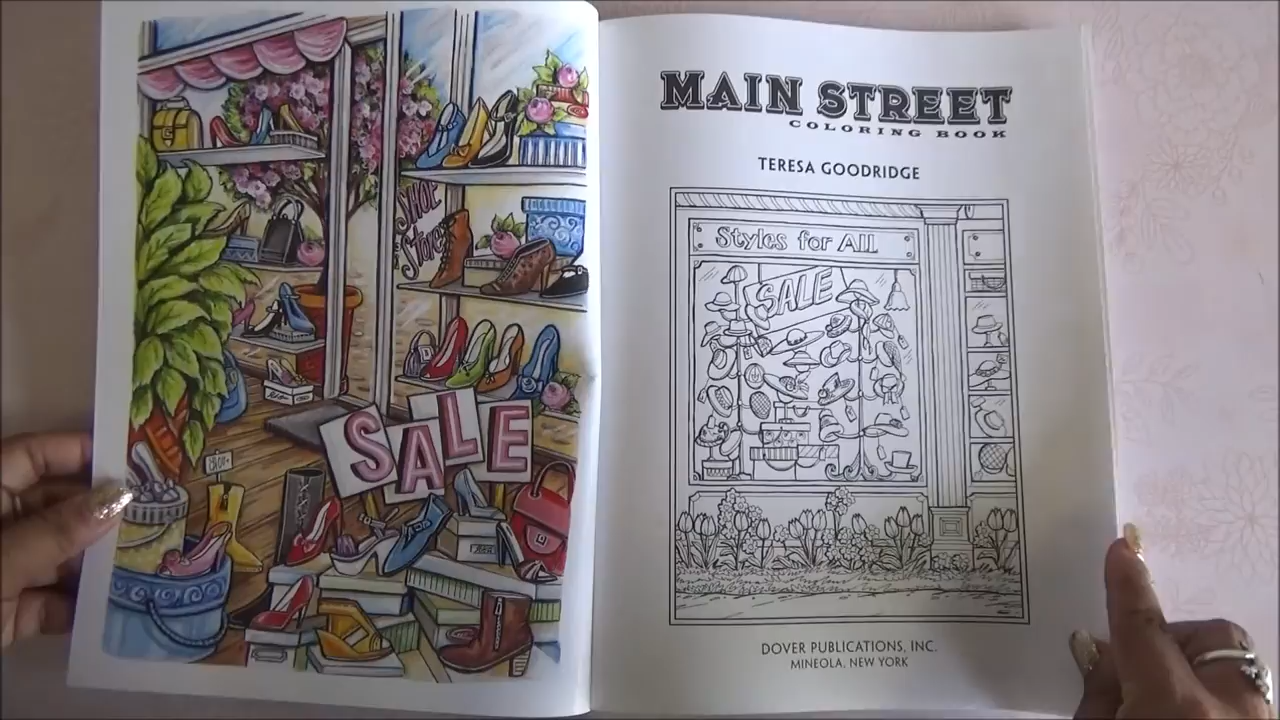 SHOE
Store
SALE
MAIN STREET
COLORING BOOK
TERESA GOODRIDGE
Styles for ALL
SALE
DOVER PUBLICATIONS, INC.
MINEOLA, NEW YORK